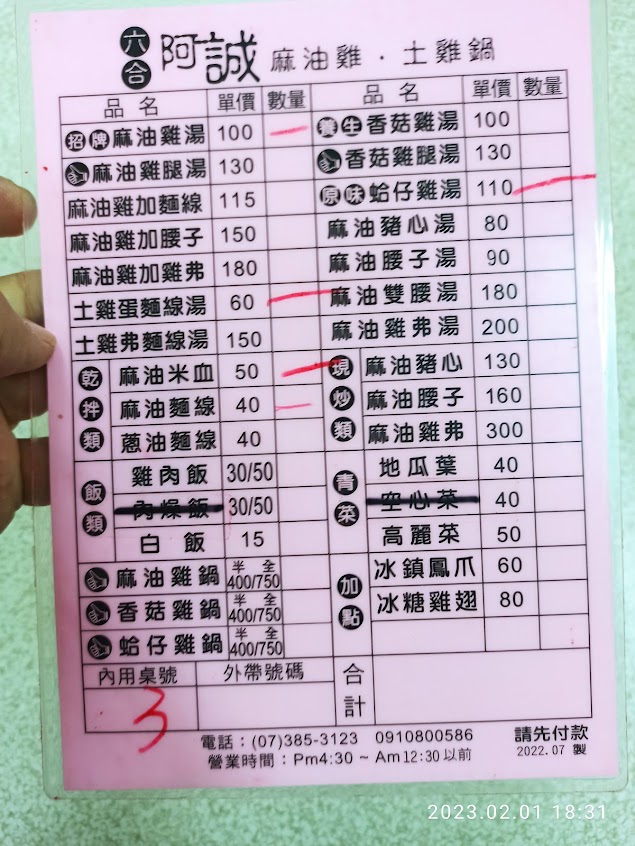 六合 阿誠 麻油雞．土雞鍋
品名 單價 數量 品名 單價 數量
招牌麻油雞湯 100 養生香菇雞湯 100
麻油雞腿湯 130 香菇雞腿湯 130
麻油雞加麵線 115 原味蛤仔雞湯 110
麻油雞加腰子 150 麻油豬心湯 80
麻油雞加雞弗 180 麻油腰子湯 90
土雞蛋麵線湯 60 麻油雙腰湯 180
土雞弗麵線湯 150 麻油雞弗湯 200
乾拌類 麻油米血 50 現炒類 麻油豬心 130
麻油麵線 40 麻油腰子 160
蔥油麵線 40 麻油雞弗 300
飯類 雞肉飯 30/50 青菜 地瓜葉 40
肉燥飯 30/50 空心菜 40
白飯 15 高麗菜 50
麻油雞鍋 半 全 400/750 加點 冰鎮鳳爪 60
香菇雞鍋 半 全 400/750 冰糖雞翅 80
蛤仔雞鍋 半 全 400/750
內用桌號 外帶號碼 合計
3
電話：(07)385-3123 0910800586 請先付款
營業時間：Pm4:30 ~ Am12:30以前 2022.07 製
2023.02.01 18:31